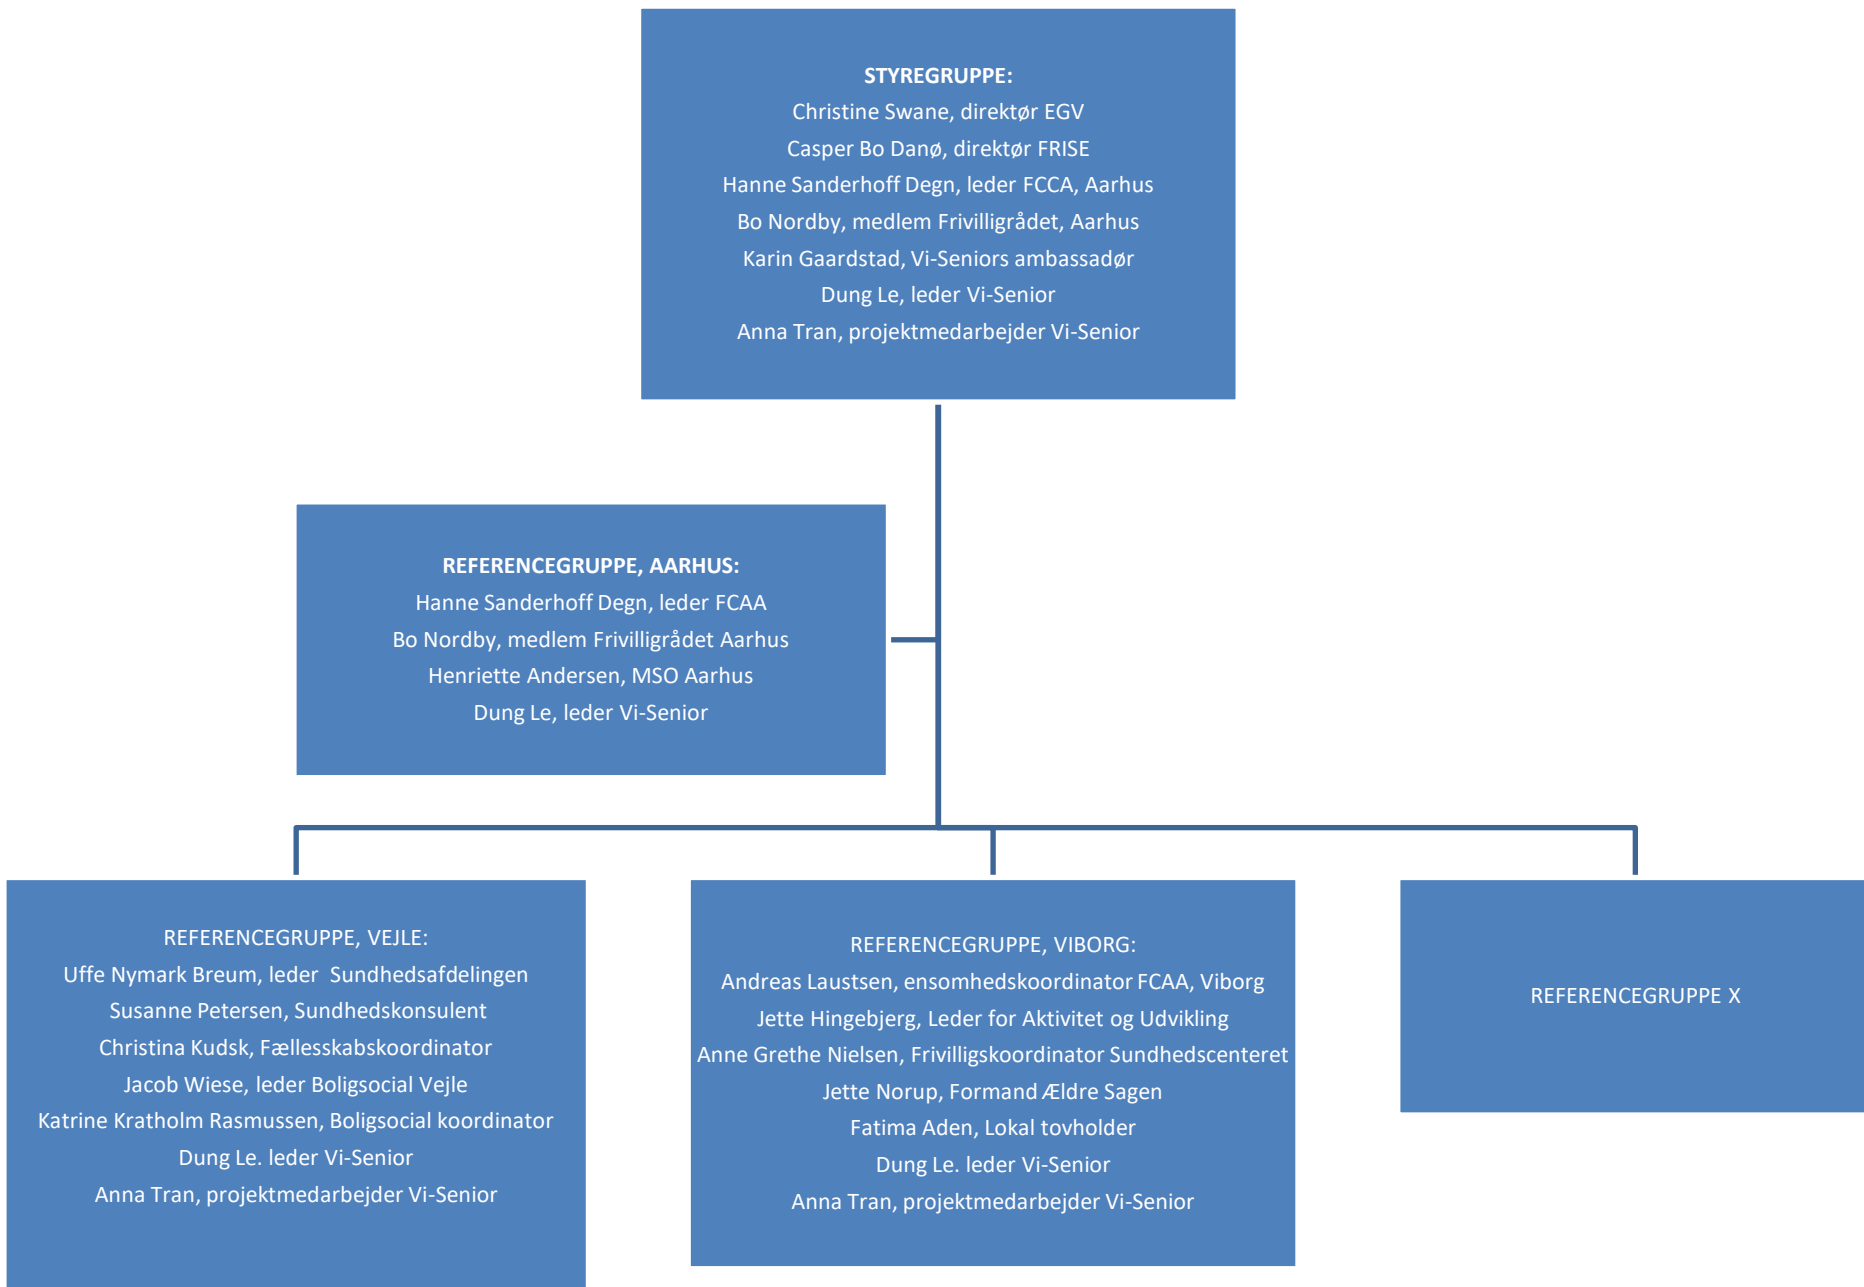 STYREGRUPPE:
Christine Swane, direktør EGV
Casper Bo Danø, direktør FRISE
Hanne Sanderhoff Degn, leder FCCA, Aarhus
Bo Nordby, medlem Frivilligrådet, Aarhus
Karin Gaardstad, Vi-Seniors ambassadør
Dung Le, leder Vi-Senior
Anna Tran, projektmedarbejder Vi-Senior
REFERENCEGRUPPE, AARHUS:
Hanne Sanderhoff Degn, leder FCAA
Bo Nordby, medlem Frivilligrådet Aarhus
Henriette Andersen, MSO Aarhus
Dung Le, leder Vi-Senior
REFERENCEGRUPPE, VEJLE:
Uffe Nymark Breum, leder  Sundhedsafdelingen
Susanne Petersen, Sundhedskonsulent
Christina Kudsk, Fællesskabskoordinator
Jacob Wiese, leder Boligsocial Vejle
Katrine Kratholm Rasmussen, Boligsocial koordinator
Dung Le. leder Vi-Senior
Anna Tran, projektmedarbejder Vi-Senior
REFERENCEGRUPPE, VIBORG:
Andreas Laustsen, ensomhedskoordinator FCAA, Viborg
Jette Hingebjerg, Leder for Aktivitet og Udvikling
Anne Grethe Nielsen, Frivilligskoordinator Sundhedscenteret
Jette Norup, Formand Ældre Sagen
Fatima Aden, Lokal tovholder
Dung Le. leder Vi-Senior
Anna Tran, projektmedarbejder Vi-Senior
REFERENCEGRUPPE X